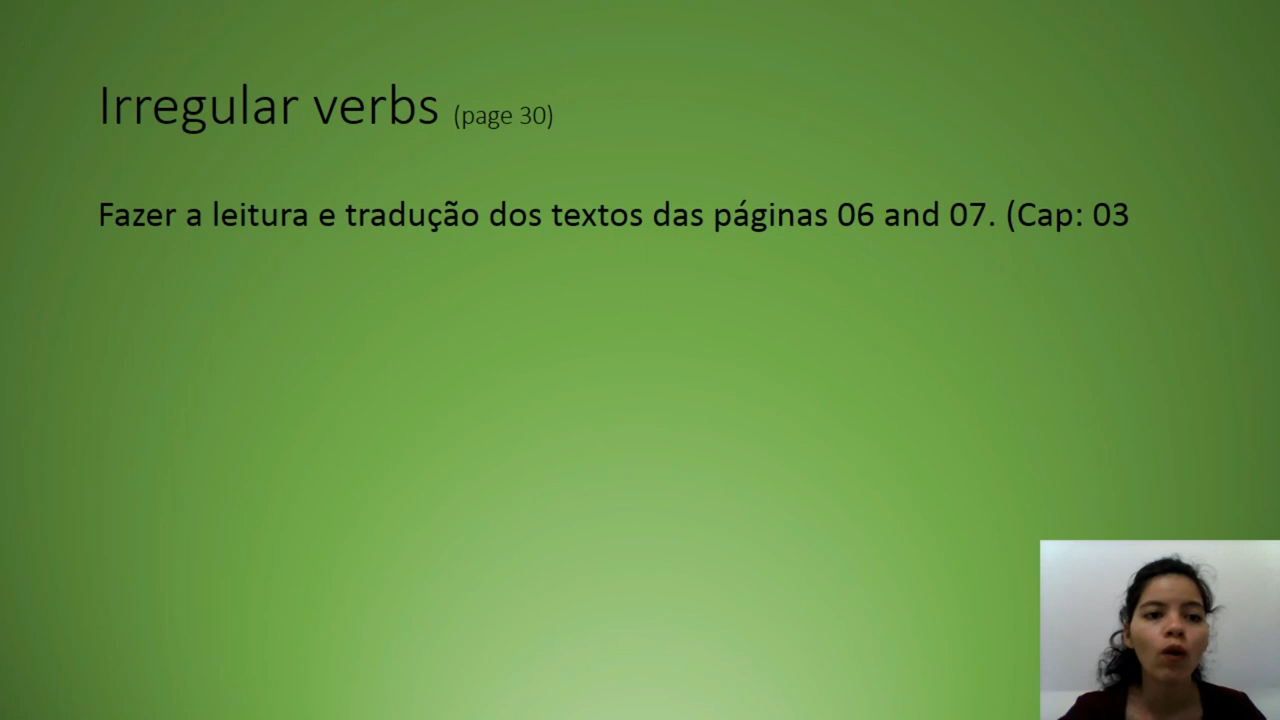 Irregular verbs (page 30)
Fazer a leitura e tradução dos textos das páginas 06 and 07. (Cap: 03